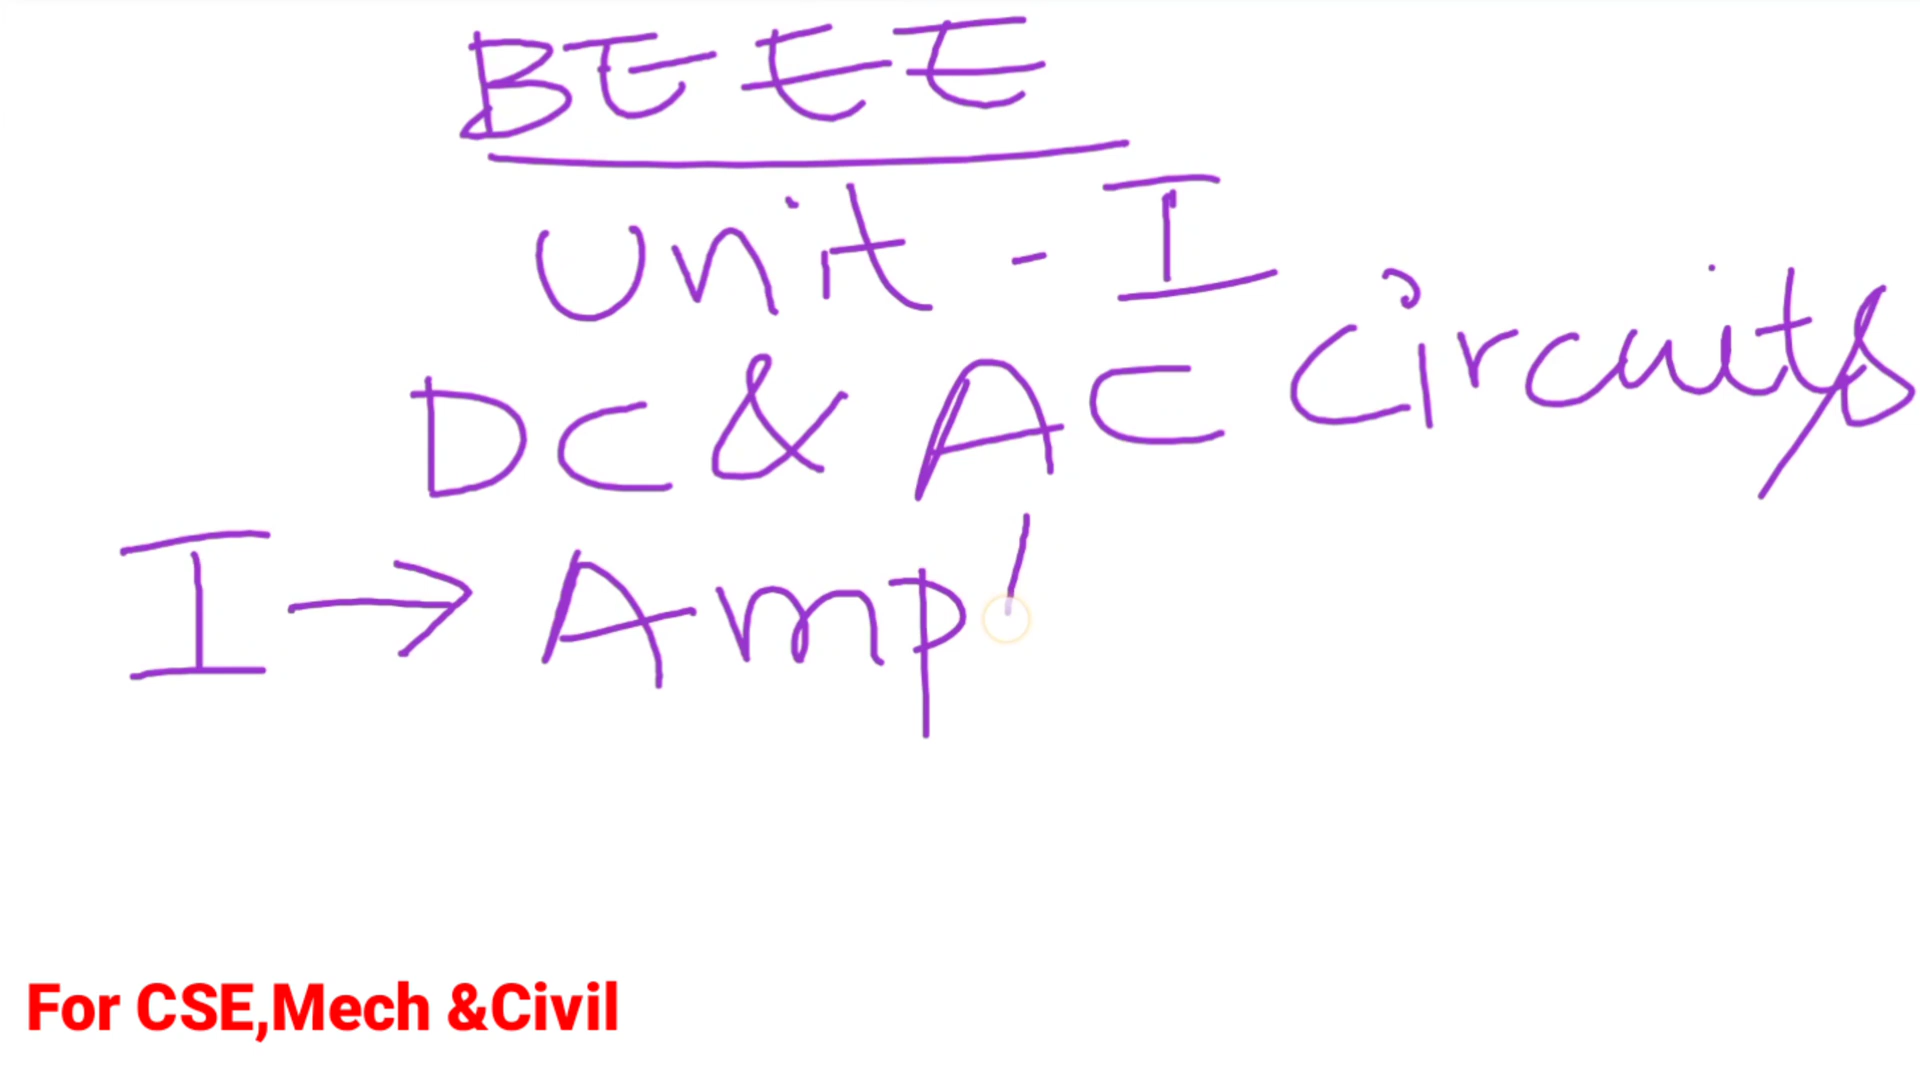 BEEE
Unit - I
DC & AC Circuits
I → Amp
For CSE,Mech &Civil